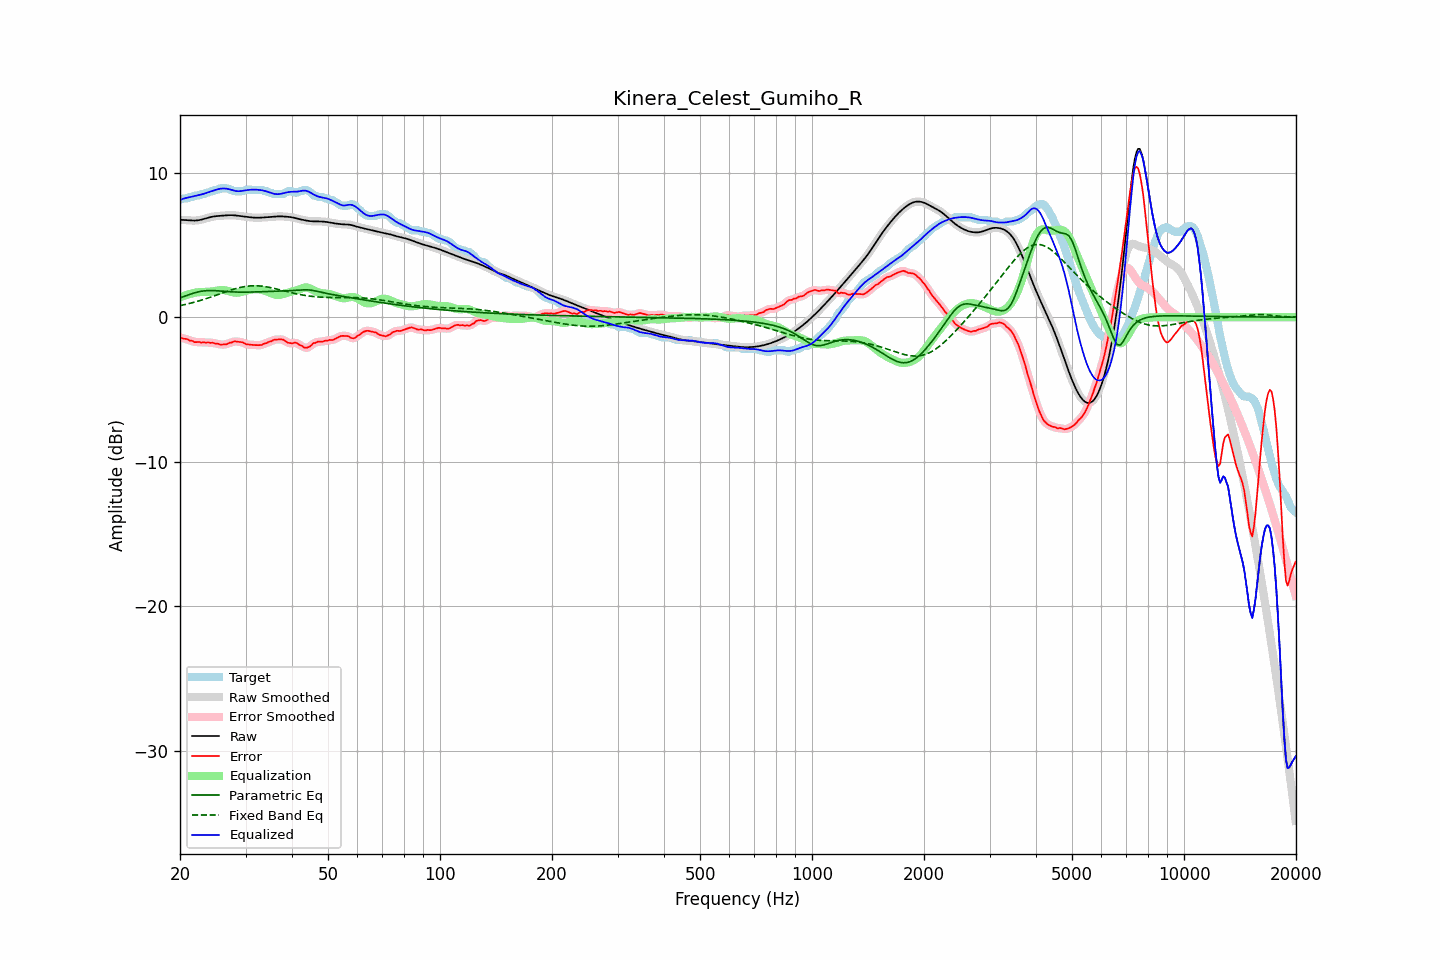 Kinera_Celest_Gumiho_R
Amplitude (dBr)
10
0
−10
−20
−30
Target
Raw Smoothed
Error Smoothed
Raw
Error
Equalization
Parametric Eq
Fixed Band Eq
Equalized
20 50 100 200 500 1000 2000 5000 10000 20000
Frequency (Hz)